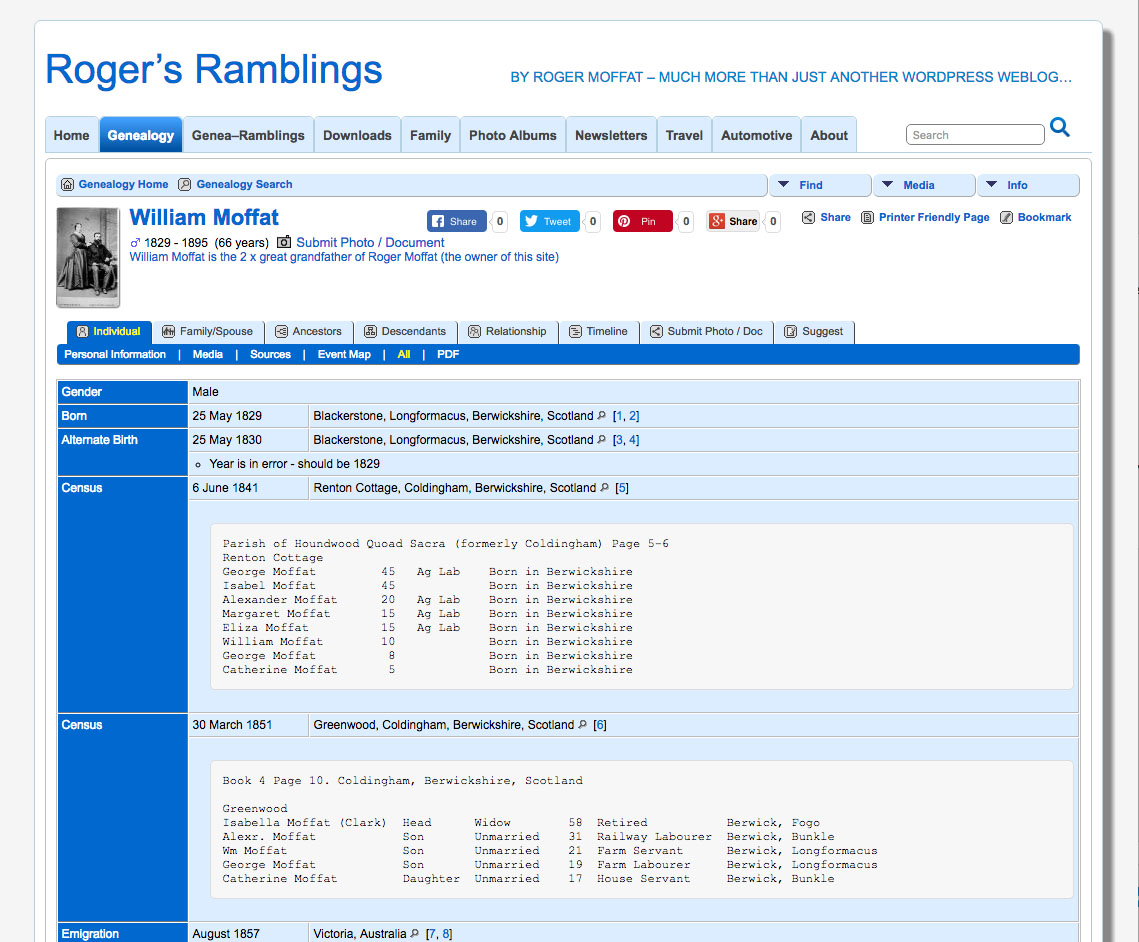 Roger’s Ramblings
BY ROGER MOFFAT – MUCH MORE THAN JUST ANOTHER WORDPRESS WEBLOG…
Home Genealogy Genea–Ramblings Downloads Family Photo Albums Newsletters Travel Automotive About Search
Genealogy Home Genealogy Search Find Media Info
William Moffat
Share 0 Tweet 0 Pin 0 g+ Share 0 Share Printer Friendly Page Bookmark
♂ 1829 - 1895 (66 years) Submit Photo / Document
William Moffat is the 2 x great grandfather of Roger Moffat (the owner of this site)
Individual Family/Spouse Ancestors Descendants Relationship Timeline Submit Photo / Doc Suggest
Personal Information | Media | Sources | Event Map | All | PDF
Gender Male
Born 25 May 1829 Blackerstone, Longformacus, Berwickshire, Scotland [1, 2]
Alternate Birth 25 May 1830 Blackerstone, Longformacus, Berwickshire, Scotland [3, 4]
Year is in error - should be 1829
Census 6 June 1841 Renton Cottage, Coldingham, Berwickshire, Scotland [5]
Parish of Houndwood Quoad Sacra (formerly Coldingham) Page 5-6
Renton Cottage
George Moffat 45 Ag Lab Born in Berwickshire
Isabel Moffat 45 Born in Berwickshire
Alexander Moffat 20 Ag Lab Born in Berwickshire
Margaret Moffat 15 Ag Lab Born in Berwickshire
Eliza Moffat 15 Ag Lab Born in Berwickshire
William Moffat 10 Born in Berwickshire
George Moffat 8 Born in Berwickshire
Catherine Moffat 5 Born in Berwickshire
Census 30 March 1851 Greenwood, Coldingham, Berwickshire, Scotland [6]
Book 4 Page 10. Coldingham, Berwickshire, Scotland
Greenwood
Isabella Moffat (Clark) Head Widow 58 Retired Berwick, Fogo
Alexr. Moffat Son Unmarried 31 Railway Labourer Berwick, Bunkle
Wm Moffat Son Unmarried 21 Farm Servant Berwick, Longformacus
George Moffat Son Unmarried 19 Farm Labourer Berwick, Longformacus
Catherine Moffat Daughter Unmarried 17 House Servant Berwick, Bunkle
Emigration August 1857 Victoria, Australia [7, 8]